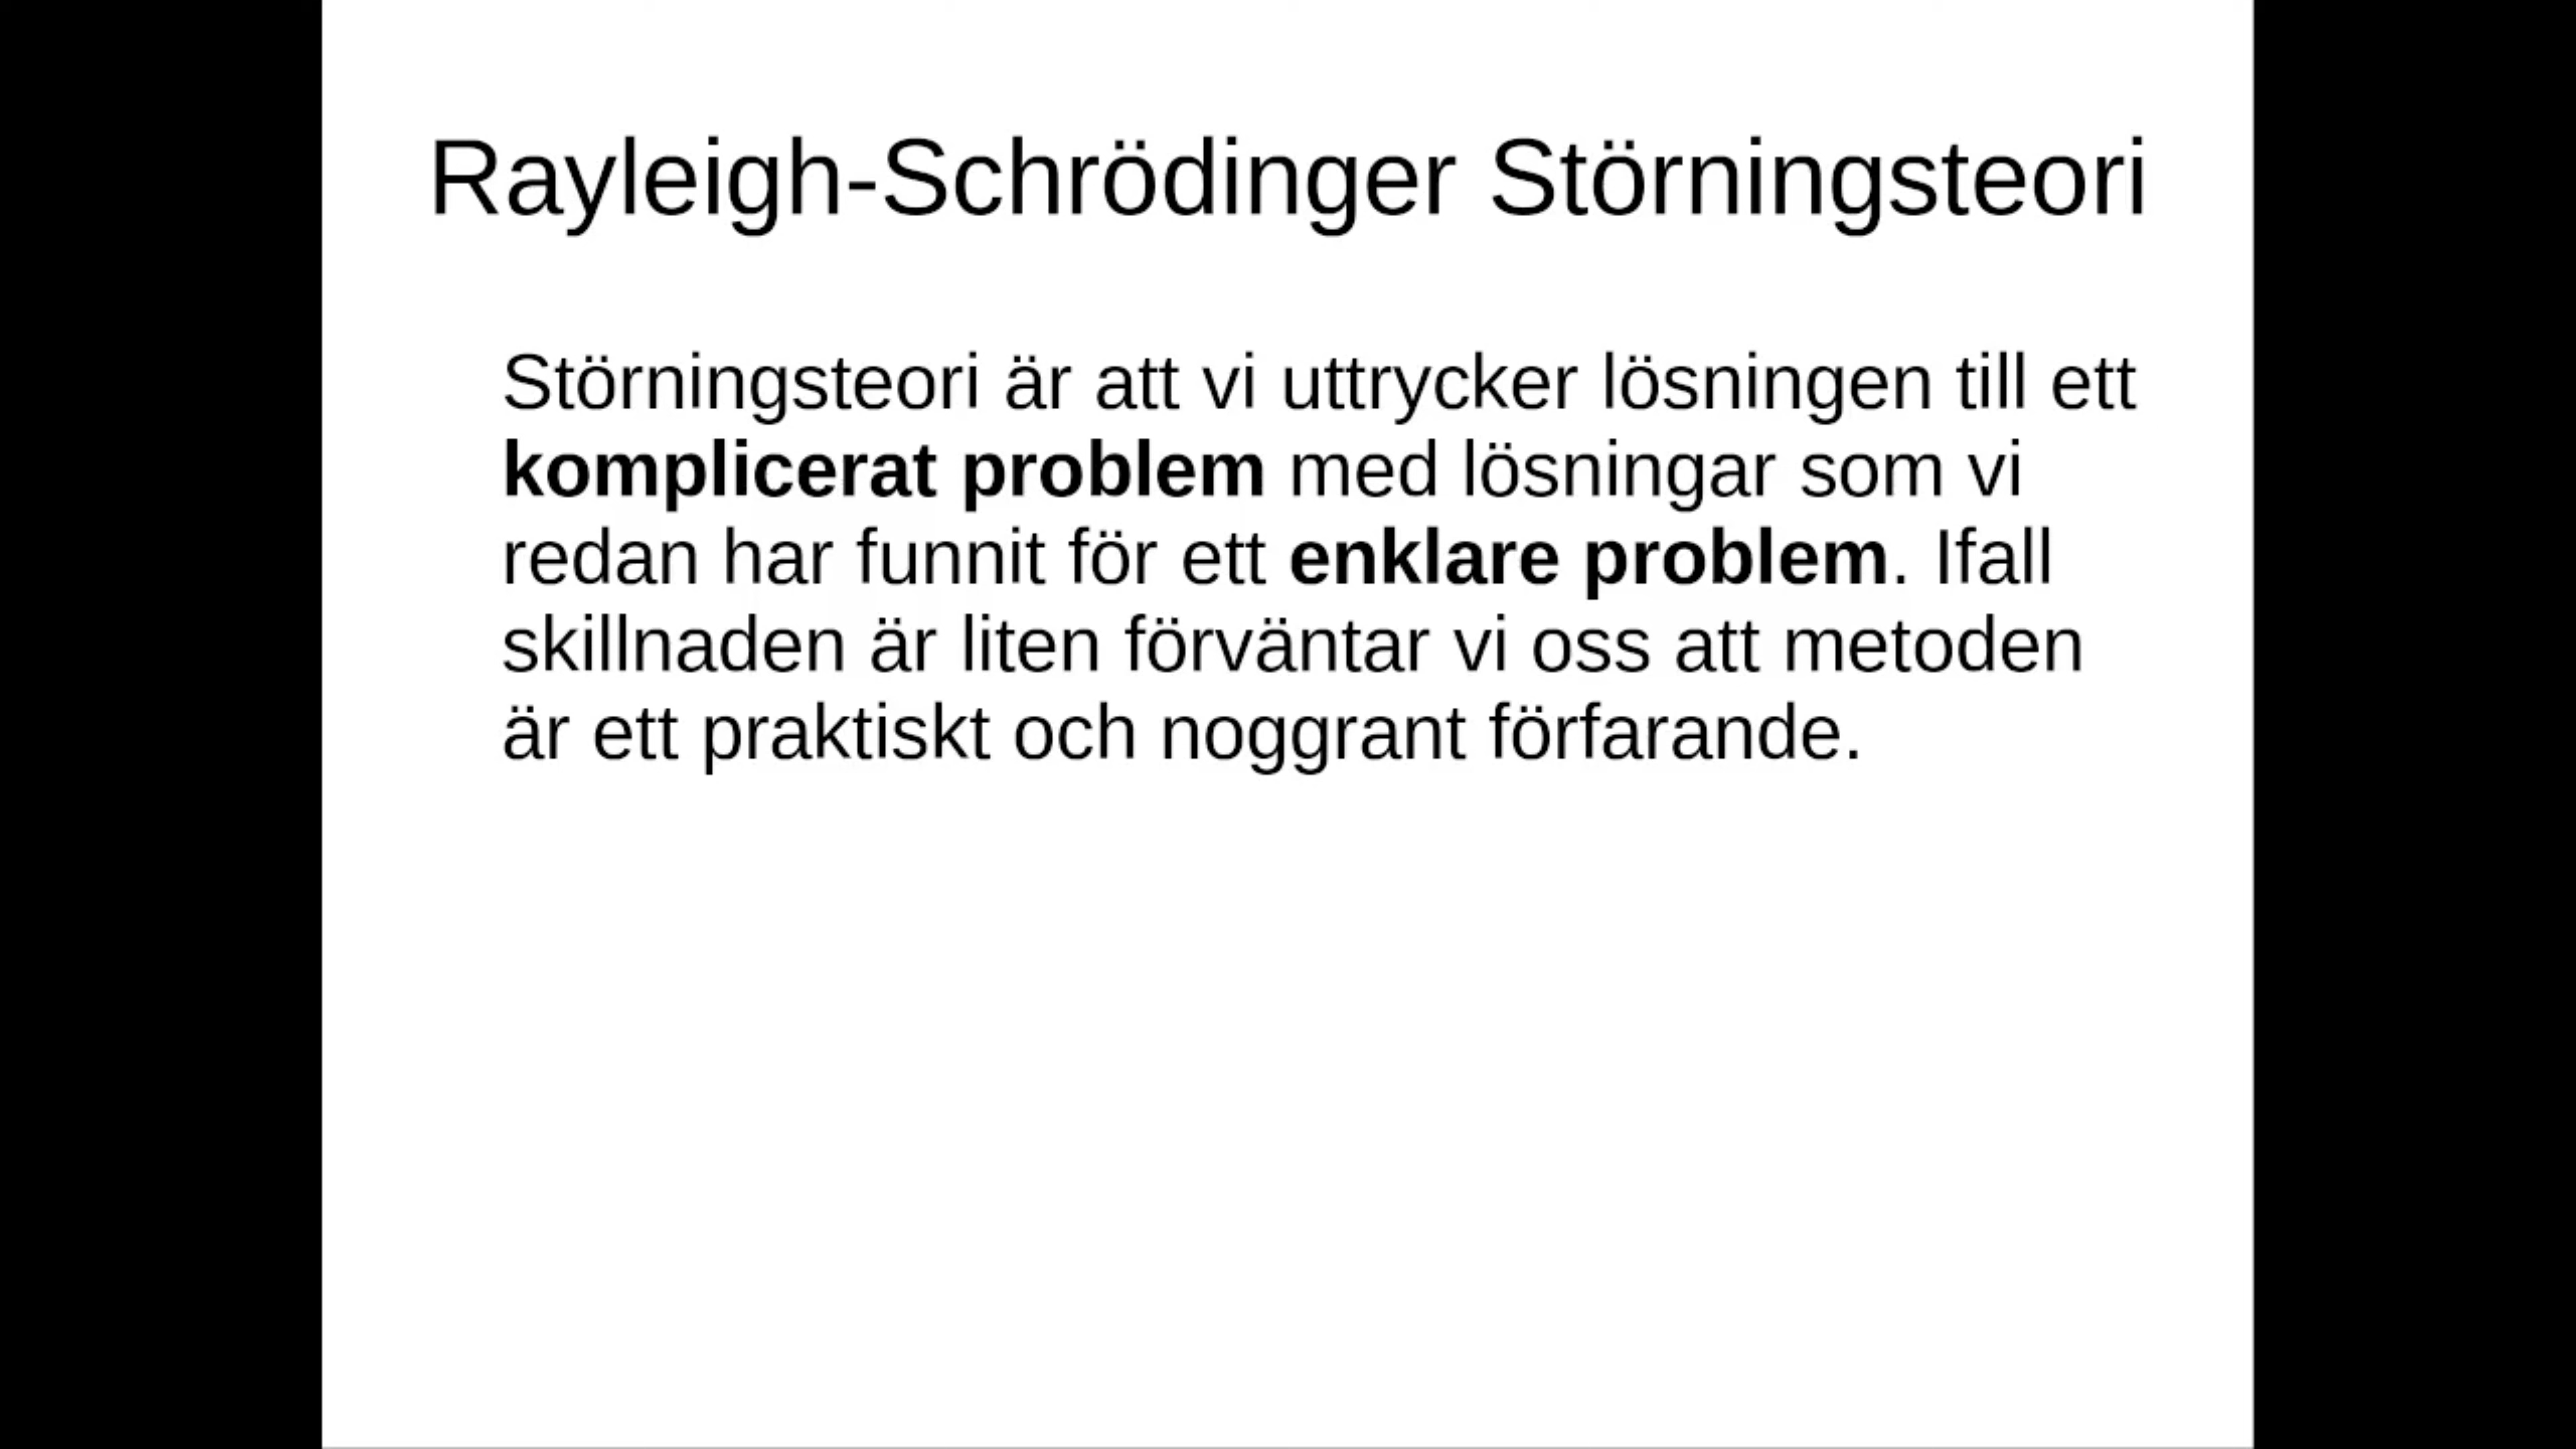 Rayleigh-Schrödinger Störningsteori
Störningsteori är att vi uttrycker lösningen till ett
komplicerat problem med lösningar som vi
redan har funnit för ett enklare problem. Ifall
skillnaden är liten förväntar vi oss att metoden
är ett praktiskt och noggrant förfarande.